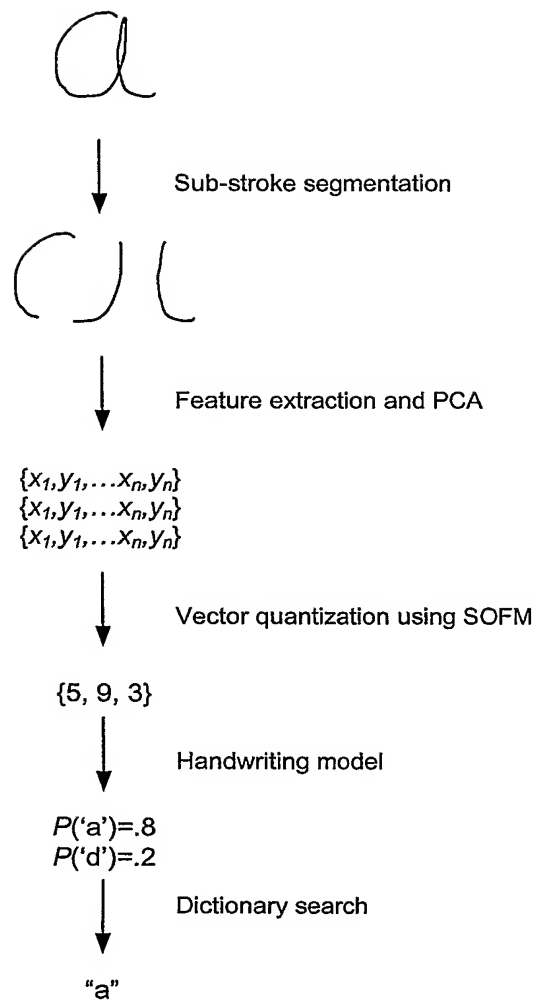 a
Sub-stroke segmentation
Feature extraction and PCA
{x₁,y₁,...xₙ,yₙ}
{x₁,y₁,...xₙ,yₙ}
{x₁,y₁,...xₙ,yₙ}
Vector quantization using SOFM
{5, 9, 3}
Handwriting model
P(‘a’)=.8
P(‘d’)=.2
Dictionary search
“a”